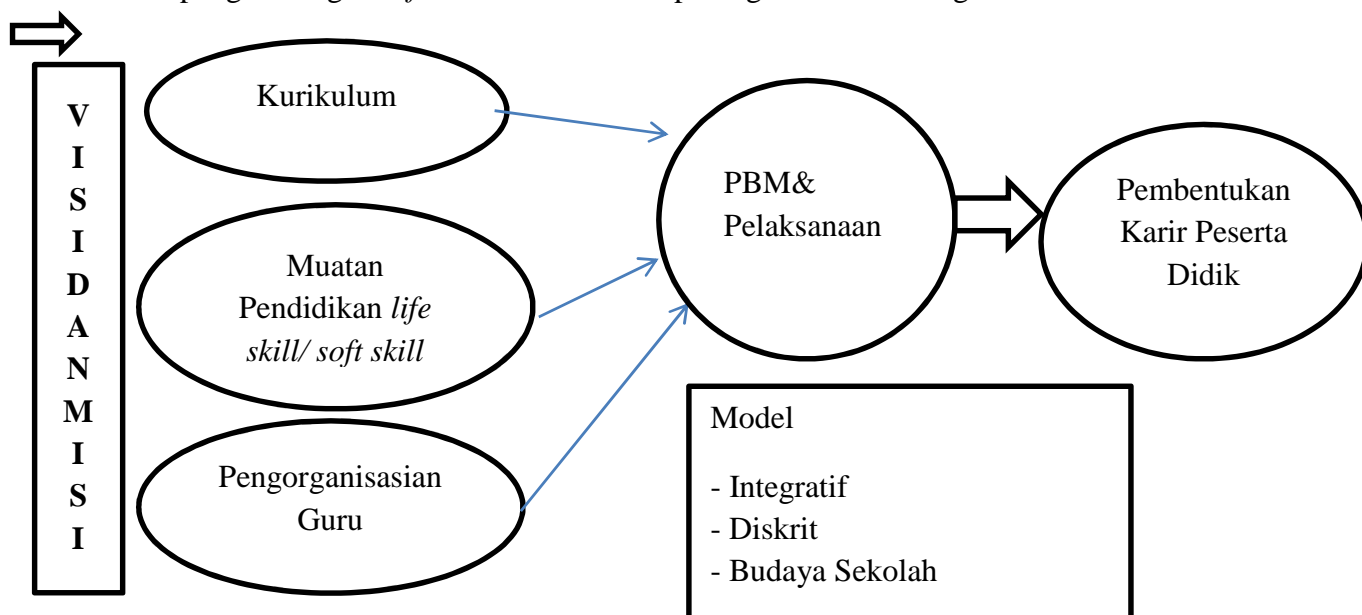 VISIDANMISI
Kurikulum
Muatan
Pendidikan life
skill/ soft skill
Pengorganisasian
Guru
PBM&
Pelaksanaan
Pembentukan
Karir Peserta
Didik
Model
- Integratif
- Diskrit
- Budaya Sekolah